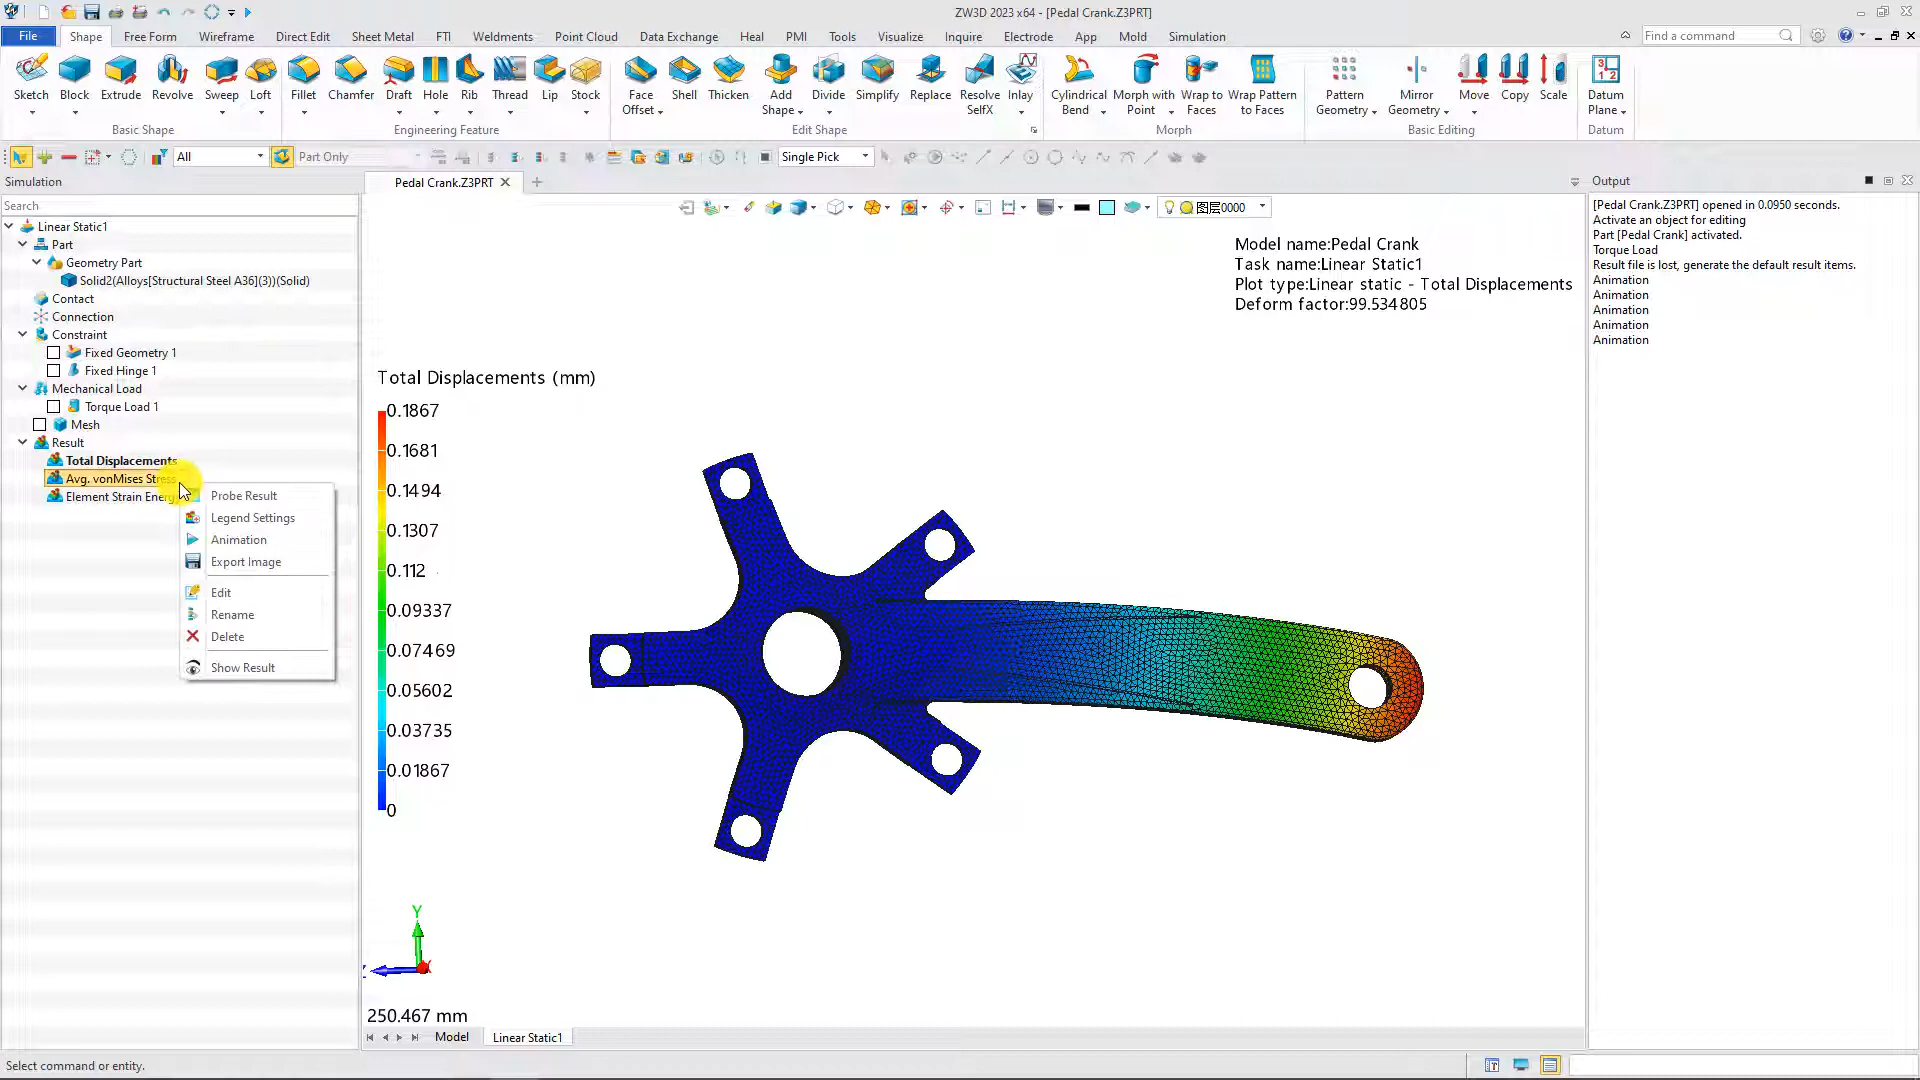 ZW3D 2023 x64 - [Pedal Crank.Z3PRT]
File Shape Free Form Wireframe Direct Edit Sheet Metal FTI Weldments Point Cloud Data Exchange Heal PMI Tools Visualize Inquire Electrode App Mold Simulation Find a command
Sketch Block Extrude Revolve Sweep Loft Fillet Chamfer Draft Hole Rib Thread Lip Stock Face Offset Shell Thicken Add Shape Divide Simplify Replace Resolve SelfX Inlay Cylindrical Bend Morph with Point Wrap to Faces Wrap Pattern to Faces Pattern Geometry Mirror Geometry Move Copy Scale Datum Plane
Basic Shape Engineering Feature Edit Shape Morph Basic Editing Datum
All Part Only Single Pick
Simulation
Search
Linear Static1
Part
Geometry Part
Solid2(Alloys[Structural Steel A36](3))(Solid)
Contact
Connection
Constraint
Fixed Geometry 1
Fixed Hinge 1
Mechanical Load
Torque Load 1
Mesh
Result
Total Displacements
Avg. vonMises Stress
Element Strain Energy
Probe Result
Legend Settings
Animation
Export Image
Edit
Rename
Delete
Show Result
Pedal Crank.Z3PRT
图层0000
Model name:Pedal Crank
Task name:Linear Static1
Plot type:Linear static - Total Displacements
Deform factor:99.534805
Total Displacements (mm)
0.1867
0.1681
0.1494
0.1307
0.112
0.09337
0.07469
0.05602
0.03735
0.01867
0
Y
Z
X
250.467 mm
Model Linear Static1
Output
[Pedal Crank.Z3PRT] opened in 0.0950 seconds.
Activate an object for editing
Part [Pedal Crank] activated.
Torque Load
Result file is lost, generate the default result items.
Animation
Animation
Animation
Animation
Animation
Select command or entity.